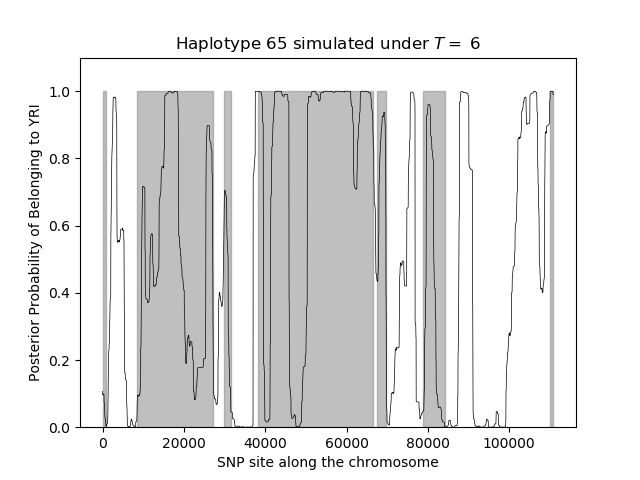 Haplotype 65 simulated under T = 6
Posterior Probability of Belonging to YRI
1.0
0.8
0.6
0.4
0.2
0.0
0 20000 40000 60000 80000 100000
SNP site along the chromosome